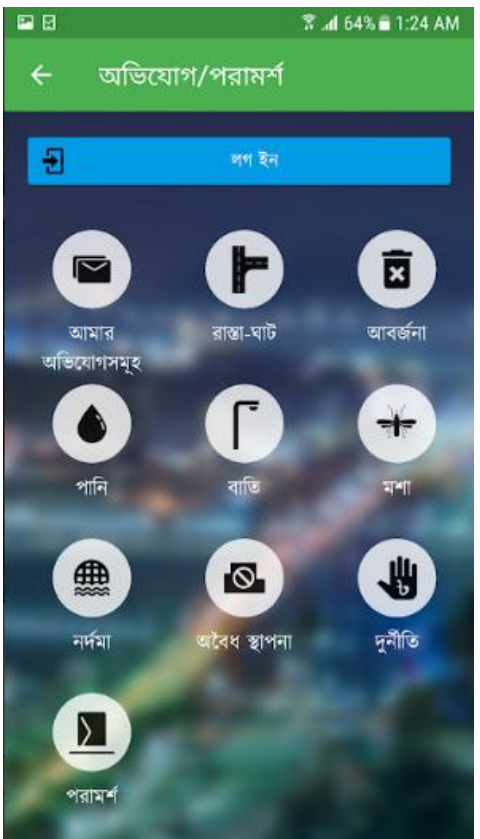 64% 1:24 AM
অভিযোগ/পরামর্শ
লগ ইন
আমার
অভিযোগসমূহ
রাস্তা-ঘাট
আবর্জনা
পানি
বাতি
মশা
নর্দমা
অবৈধ স্থাপনা
দুর্নীতি
পরামর্শ